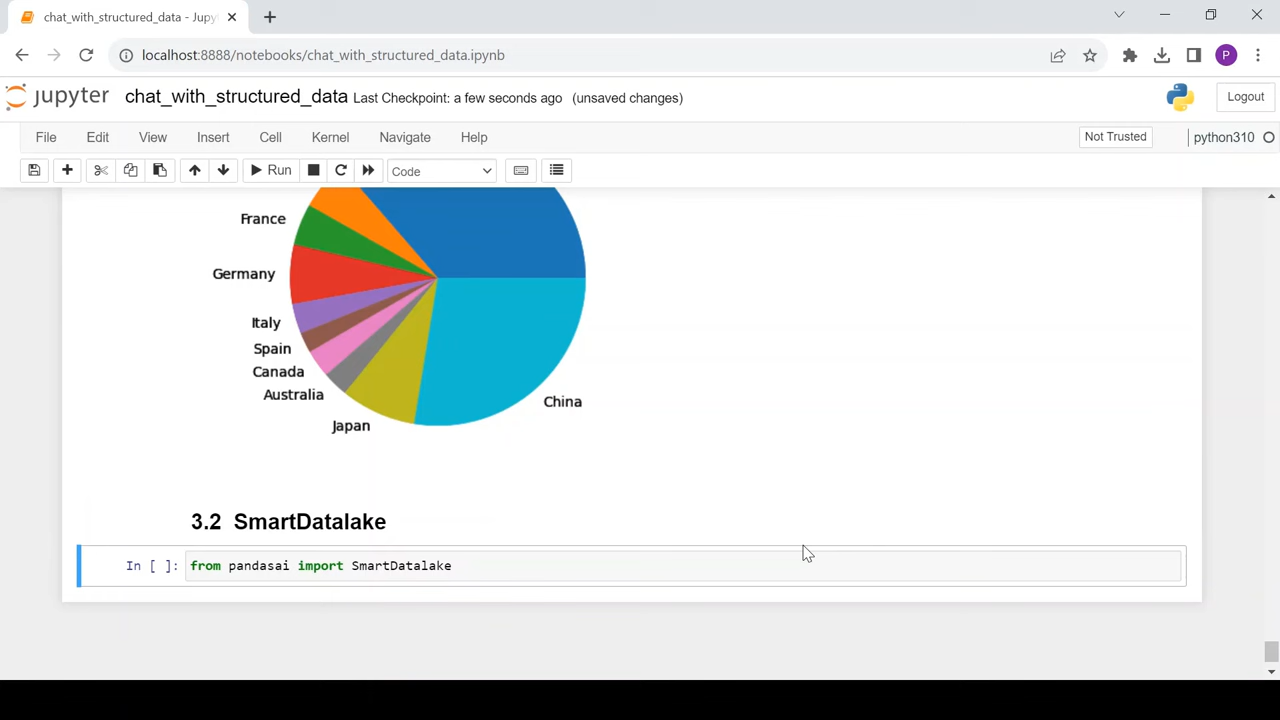 chat_with_structured_data - Jupy
localhost:8888/notebooks/chat_with_structured_data.ipynb
P
jupyter chat_with_structured_data Last Checkpoint: a few seconds ago (unsaved changes)
Logout
File Edit View Insert Cell Kernel Navigate Help
Not Trusted
python310
Run
Code
France
Germany
Italy
Spain
Canada
Australia
Japan
China
3.2 SmartDatalake
In [ ]: from pandasai import SmartDatalake